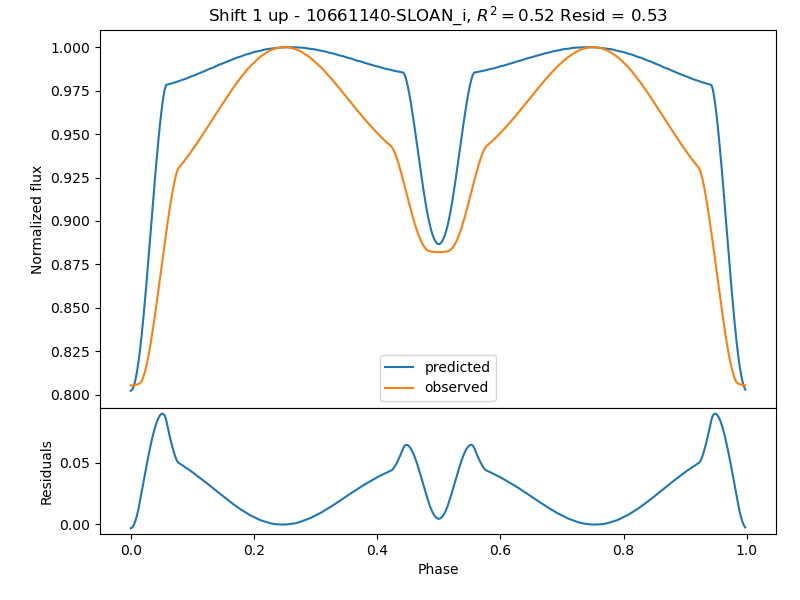 Shift 1 up - 10661140-SLOAN_i, R² = 0.52 Resid = 0.53
1.000
0.975
0.950
0.925
0.900
0.875
0.850
0.825
0.800
Normalized flux
predicted
observed
0.05
0.00
Residuals
0.0 0.2 0.4 0.6 0.8 1.0
Phase